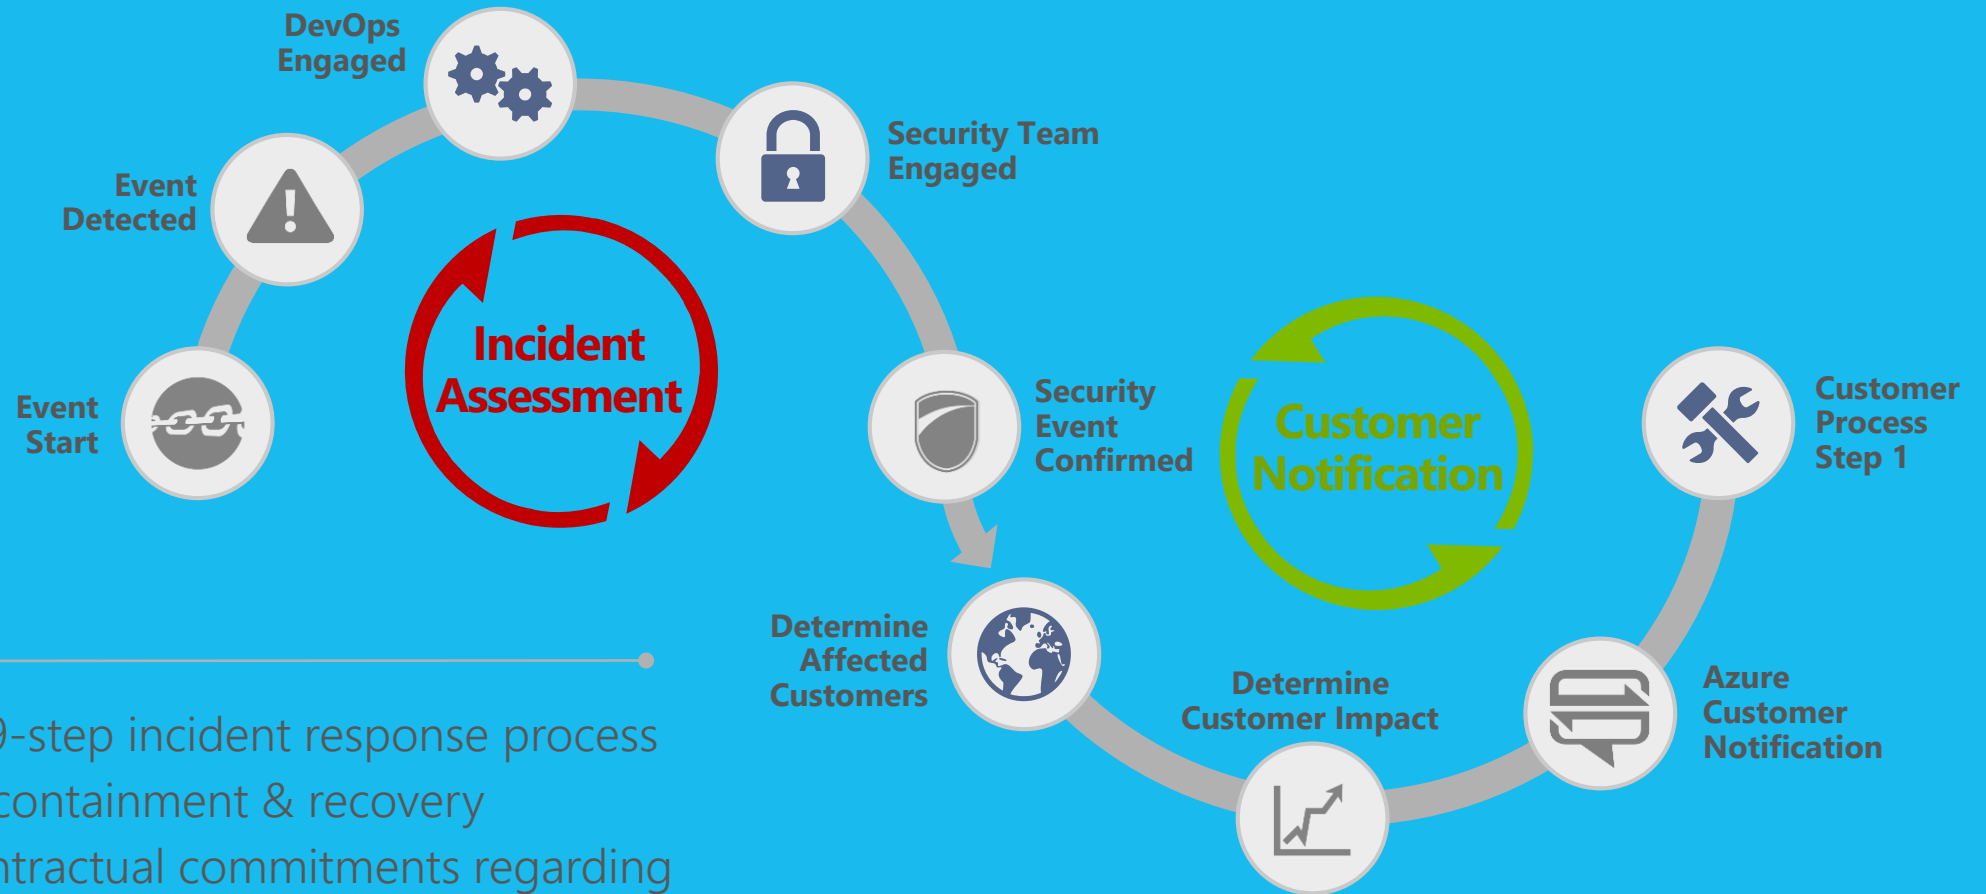 DevOps
Engaged
Event
Detected
Security Team
Engaged
Event
Start
Incident
Assessment
Security
Event
Confirmed
Customer
Notification
Customer
Process
Step 1
Determine
Affected
Customers
Determine
Customer Impact
Azure
Customer
Notification
9-step incident response process
containment & recovery
commitments regarding